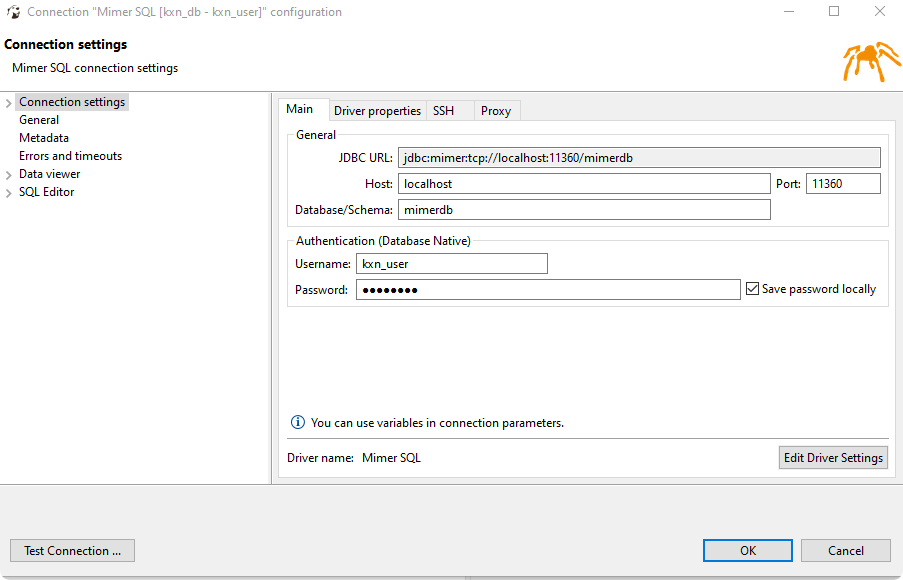 Connection "Mimer SQL [kxn_db - kxn_user]" configuration
Connection settings
Mimer SQL connection settings
Connection settings
General
Metadata
Errors and timeouts
Data viewer
SQL Editor
Main Driver properties SSH Proxy
General
JDBC URL: jdbc:mimer:tcp://localhost:11360/mimerdb
Host: localhost Port: 11360
Database/Schema: mimerdb
Authentication (Database Native)
Username: kxn_user
Password: ●●●●●●●● Save password locally
You can use variables in connection parameters.
Driver name: Mimer SQL Edit Driver Settings
Test Connection ... OK Cancel